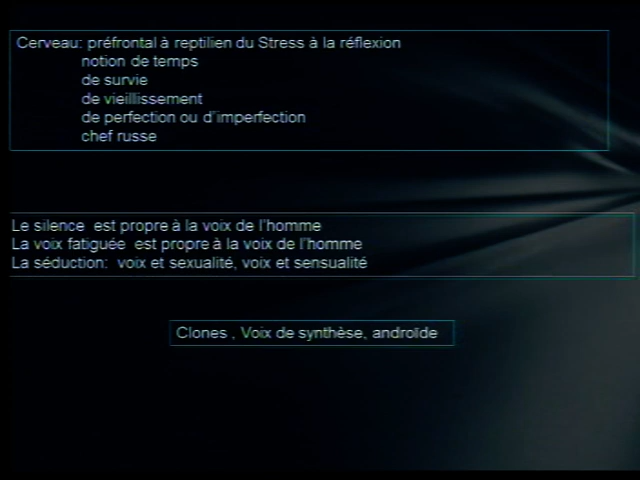 Cerveau: préfrontal à reptilien du Stress à la réflexion
notion de temps
de survie
de vieillissement
de perfection ou d'imperfection
chef russe
Le silence est propre à la voix de l'homme
La voix fatiguée est propre à la voix de l'homme
La séduction: voix et sexualité, voix et sensualité
Clones , Voix de synthèse, androïde